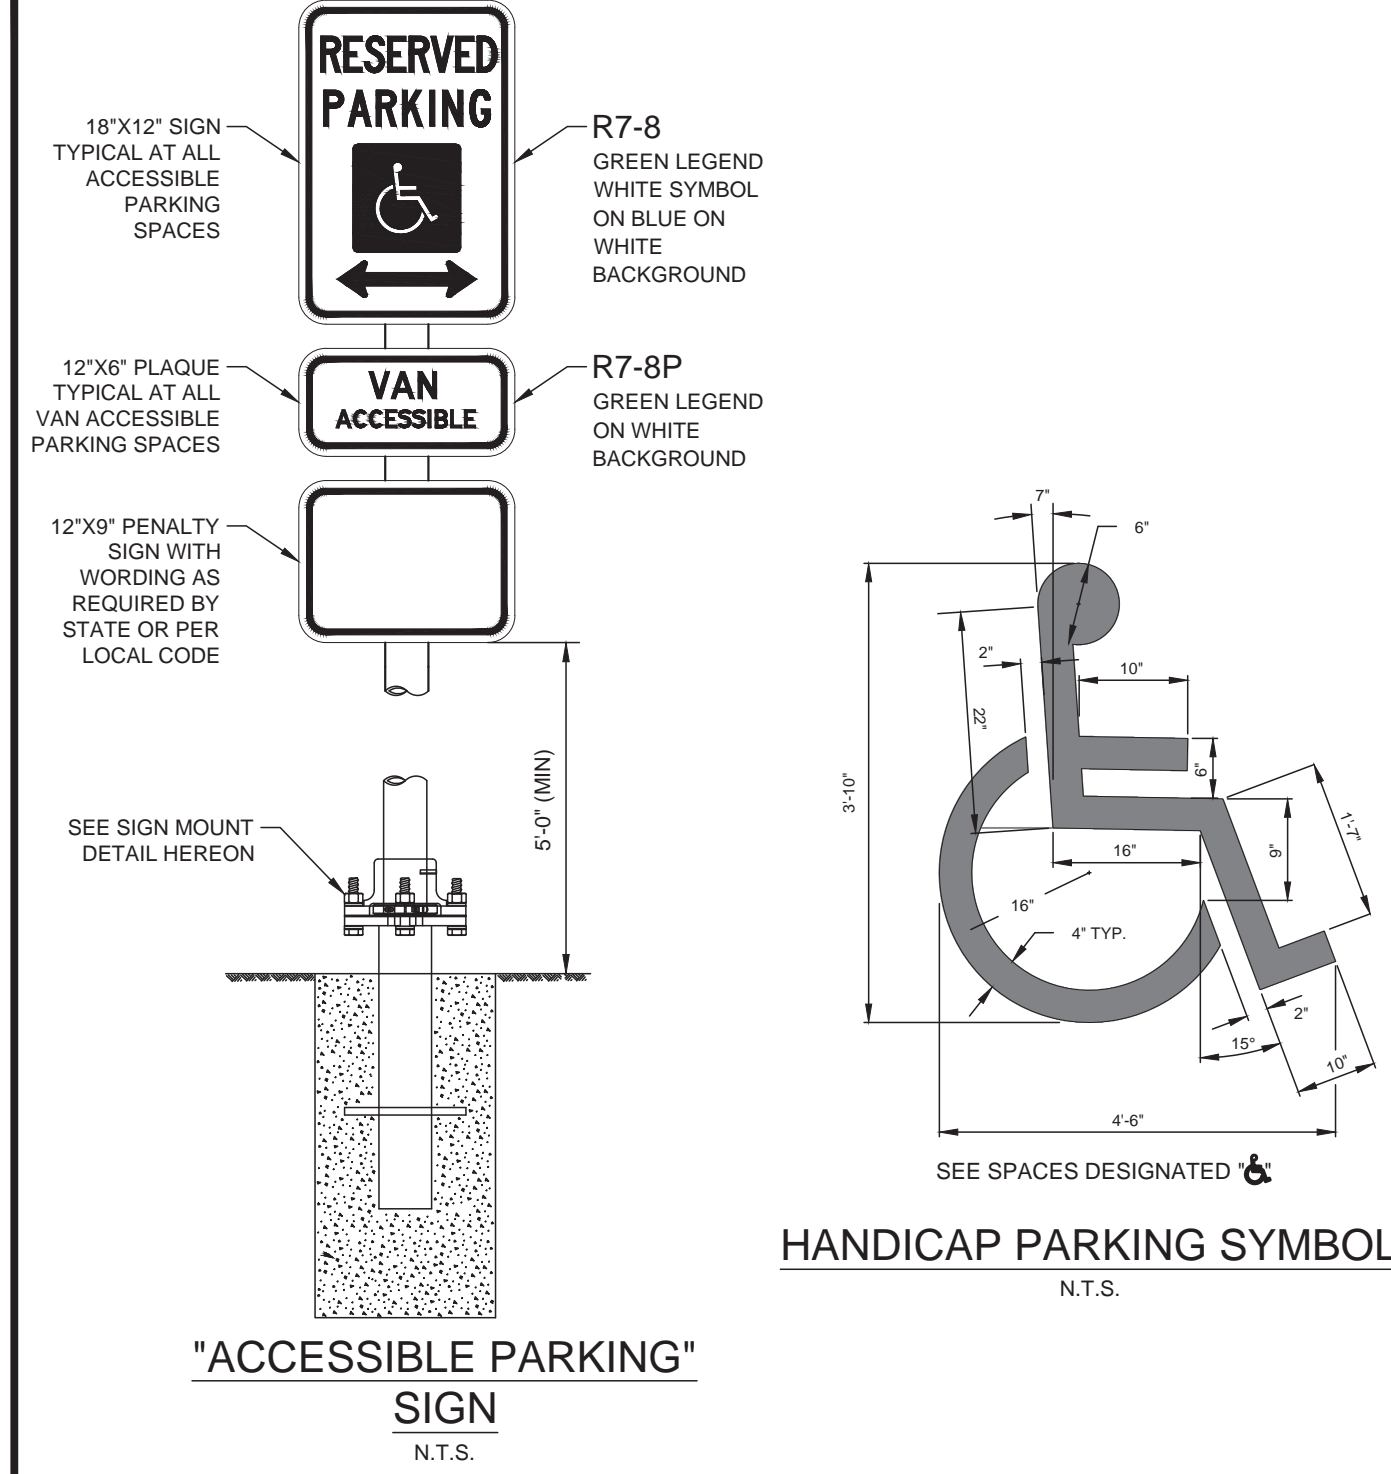 RESERVED
PARKING
18"X12" SIGN
TYPICAL AT ALL
ACCESSIBLE
PARKING
SPACES
R7-8
GREEN LEGEND
WHITE SYMBOL
ON BLUE ON
WHITE
BACKGROUND
VAN
ACCESSIBLE
12"X6" PLAQUE
TYPICAL AT ALL
VAN ACCESSIBLE
PARKING SPACES
R7-8P
GREEN LEGEND
ON WHITE
BACKGROUND
12"X9" PENALTY
SIGN WITH
WORDING AS
REQUIRED BY
STATE OR PER
LOCAL CODE
5'-0" (MIN)
SEE SIGN MOUNT
DETAIL HEREON
"ACCESSIBLE PARKING"
SIGN
N.T.S.
7"
6"
2"
10"
22"
3'-10"
6"
1'-7"
16"
9"
16"
4" TYP.
2"
15°
10"
4'-6"
SEE SPACES DESIGNATED "♿"
HANDICAP PARKING SYMBOL
N.T.S.